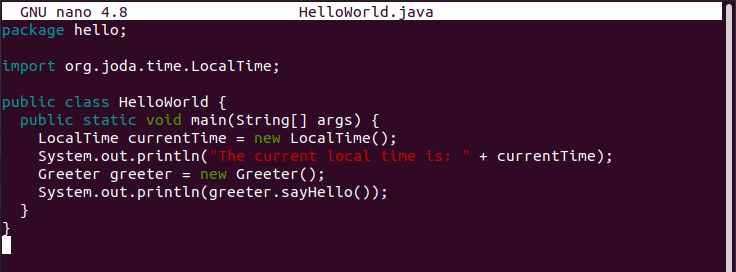 GNU nano 4.8 HelloWorld.java
package hello;
import org.joda.time.LocalTime;
public class HelloWorld {
  public static void main(String[] args) {
    LocalTime currentTime = new LocalTime();
    System.out.println("The current local time is: " + currentTime);
    Greeter greeter = new Greeter();
    System.out.println(greeter.sayHello());
  }
}